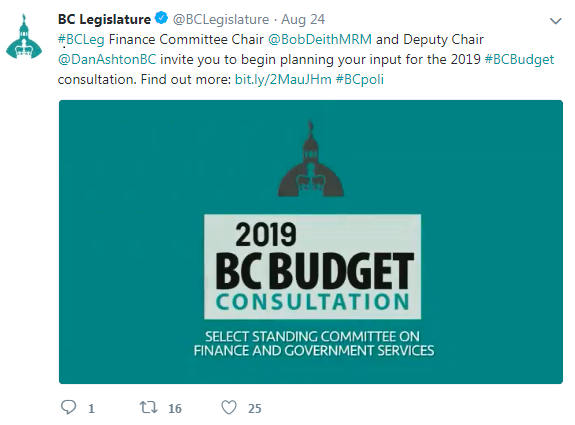 BC Legislature @BCLegislature · Aug 24
#BCLeg Finance Committee Chair @BobDeithMRM and Deputy Chair
@DanAshtonBC invite you to begin planning your input for the 2019 #BCBudget
consultation. Find out more: bit.ly/2MauJHm #BCpoli
2019
BC BUDGET
CONSULTATION
SELECT STANDING COMMITTEE ON
FINANCE AND GOVERNMENT SERVICES
1 16 25